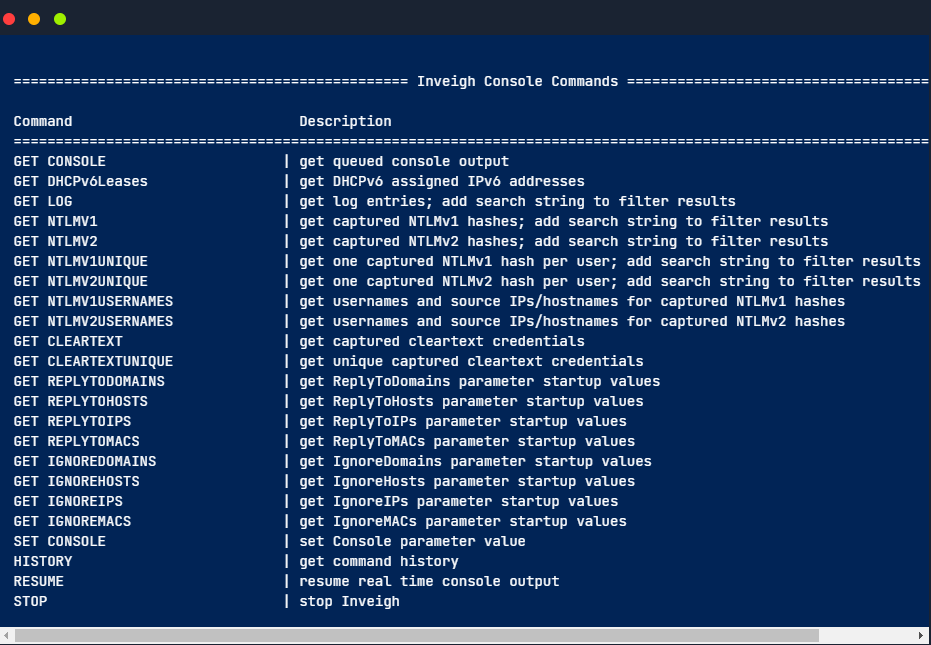 =============================================== Inveigh Console Commands ====================================
Command Description
=============================================================================================================
GET CONSOLE | get queued console output
GET DHCPv6Leases | get DHCPv6 assigned IPv6 addresses
GET LOG | get log entries; add search string to filter results
GET NTLMV1 | get captured NTLMv1 hashes; add search string to filter results
GET NTLMV2 | get captured NTLMv2 hashes; add search string to filter results
GET NTLMV1UNIQUE | get one captured NTLMv1 hash per user; add search string to filter results
GET NTLMV2UNIQUE | get one captured NTLMv2 hash per user; add search string to filter results
GET NTLMV1USERNAMES | get usernames and source IPs/hostnames for captured NTLMv1 hashes
GET NTLMV2USERNAMES | get usernames and source IPs/hostnames for captured NTLMv2 hashes
GET CLEARTEXT | get captured cleartext credentials
GET CLEARTEXTUNIQUE | get unique captured cleartext credentials
GET REPLYTODOMAINS | get ReplyToDomains parameter startup values
GET REPLYTOHOSTS | get ReplyToHosts parameter startup values
GET REPLYTOIPS | get ReplyToIPs parameter startup values
GET REPLYTOMACS | get ReplyToMACs parameter startup values
GET IGNOREDOMAINS | get IgnoreDomains parameter startup values
GET IGNOREHOSTS | get IgnoreHosts parameter startup values
GET IGNOREIPS | get IgnoreIPs parameter startup values
GET IGNOREMACS | get IgnoreMACs parameter startup values
SET CONSOLE | set Console parameter value
HISTORY | get command history
RESUME | resume real time console output
STOP | stop Inveigh